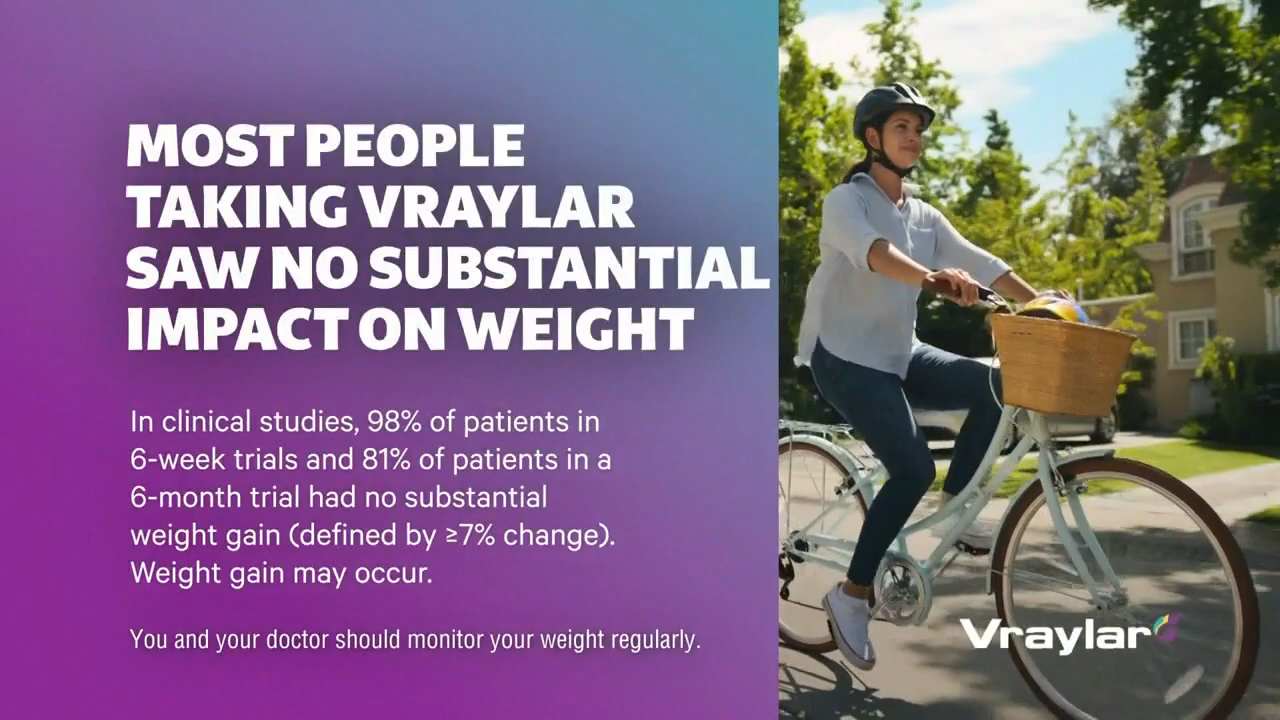 MOST PEOPLE
TAKING VRAYLAR
SAW NO SUBSTANTIAL
IMPACT ON WEIGHT
In clinical studies, 98% of patients in
6-week trials and 81% of patients in a
6-month trial had no substantial
weight gain (defined by ≥7% change).
Weight gain may occur.
You and your doctor should monitor your weight regularly.
Vraylar